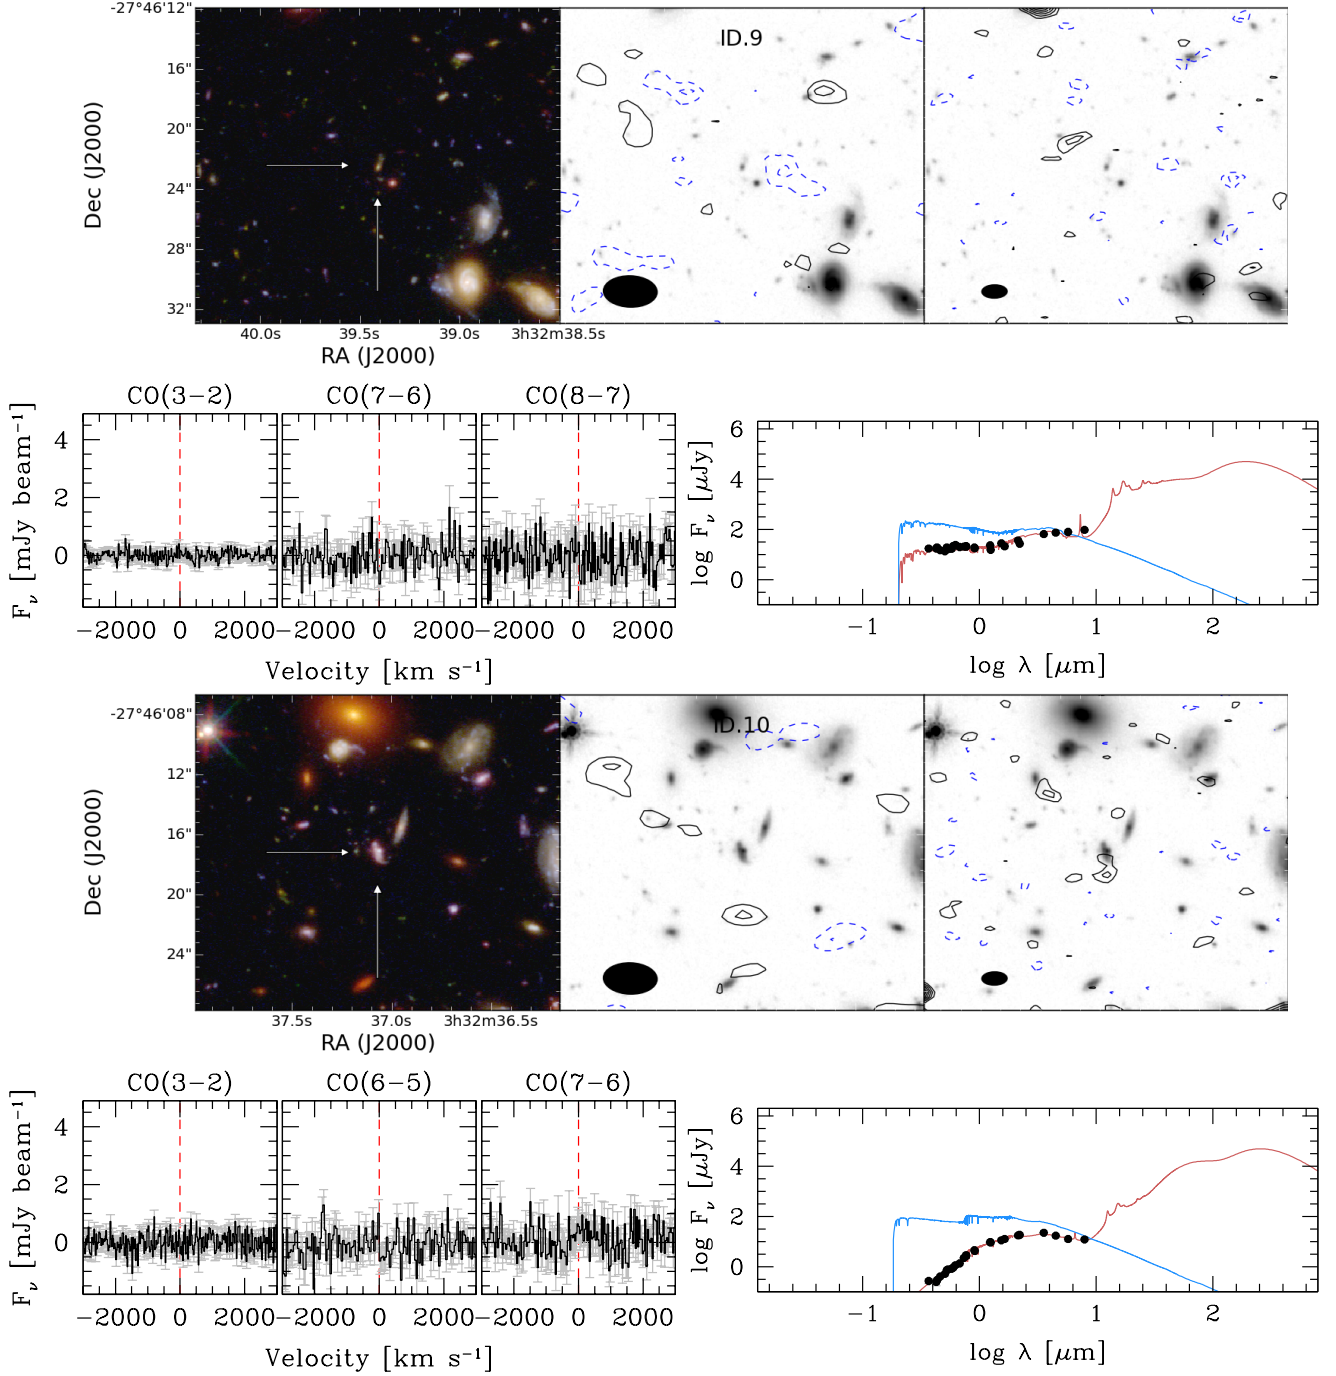 -27°46'12"
16"
20"
24"
28"
32"
Dec (J2000)
40.0s 39.5s 39.0s 3h32m38.5s
RA (J2000)
ID.9
CO(3−2) CO(7−6) CO(8−7)
4
2
0
F_ν [mJy beam⁻¹]
−2000 0 2000−2000 0 2000−2000 0 2000
Velocity [km s⁻¹]
6
4
2
0
log F_ν [μJy]
−1 0 1 2
log λ [μm]
-27°46'08"
12"
16"
20"
24"
Dec (J2000)
37.5s 37.0s 3h32m36.5s
RA (J2000)
ID.10
CO(3−2) CO(6−5) CO(7−6)
4
2
0
F_ν [mJy beam⁻¹]
−2000 0 2000−2000 0 2000−2000 0 2000
Velocity [km s⁻¹]
6
4
2
0
log F_ν [μJy]
−1 0 1 2
log λ [μm]